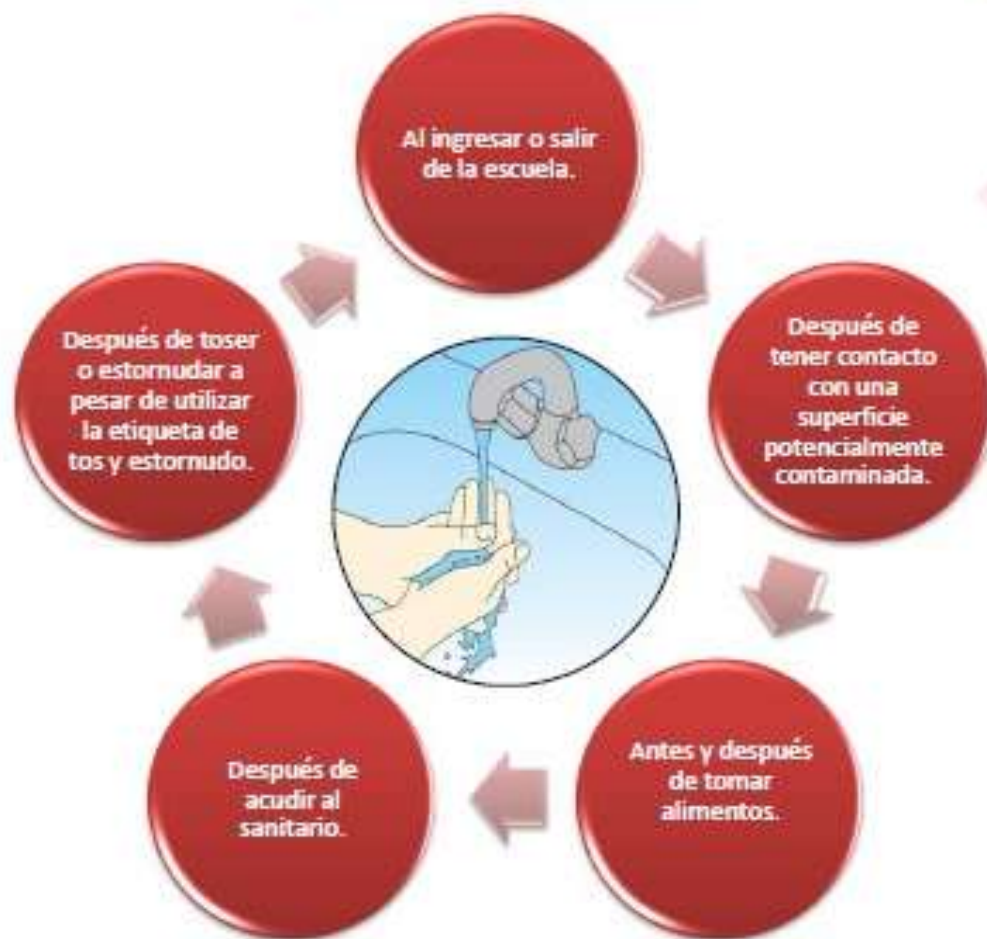 Al ingresar o salir
de la escuela.
Después de
tener contacto
con una
superficie
potencialmente
contaminada.
Antes y después
de tomar
alimentos.
Después de
acudir al
sanitario.
Después de toser
o estornudar a
pesar de utilizar
la etiqueta de
tos y estornudo.